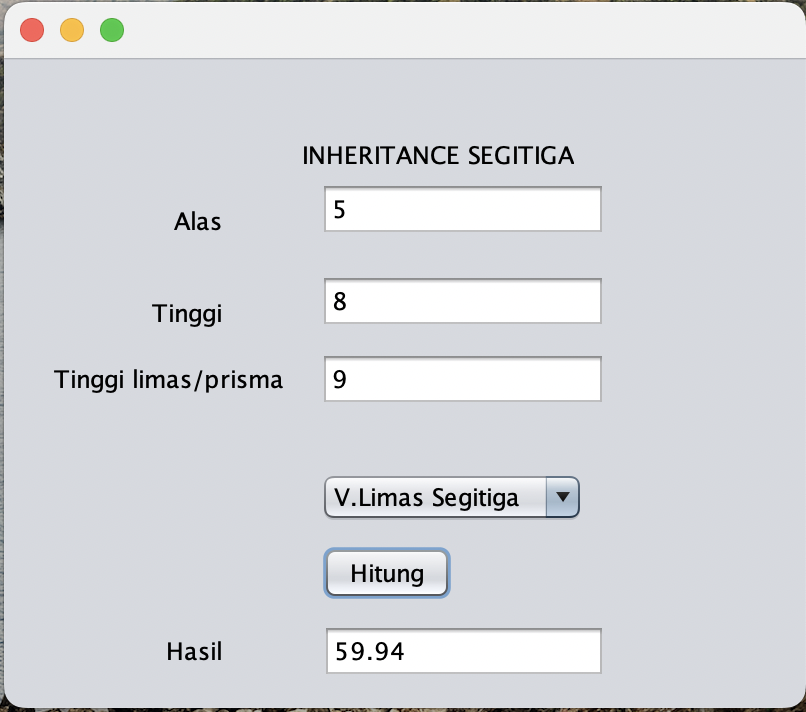 INHERITANCE SEGITIGA
Alas 5
Tinggi 8
Tinggi limas/prisma 9
V.Limas Segitiga
Hitung
Hasil 59.94